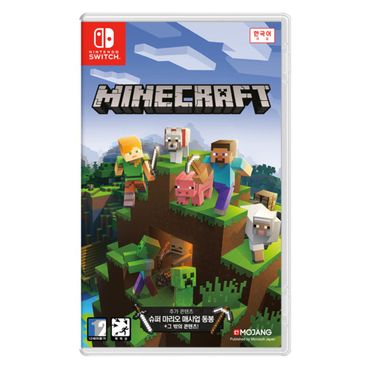 NINTENDO
SWITCH™
한국어
MINECRAFT
추가 콘텐츠
슈퍼 마리오 매시업 동봉
+그 밖의 콘텐츠!
MOJANG
Published by Microsoft Japan